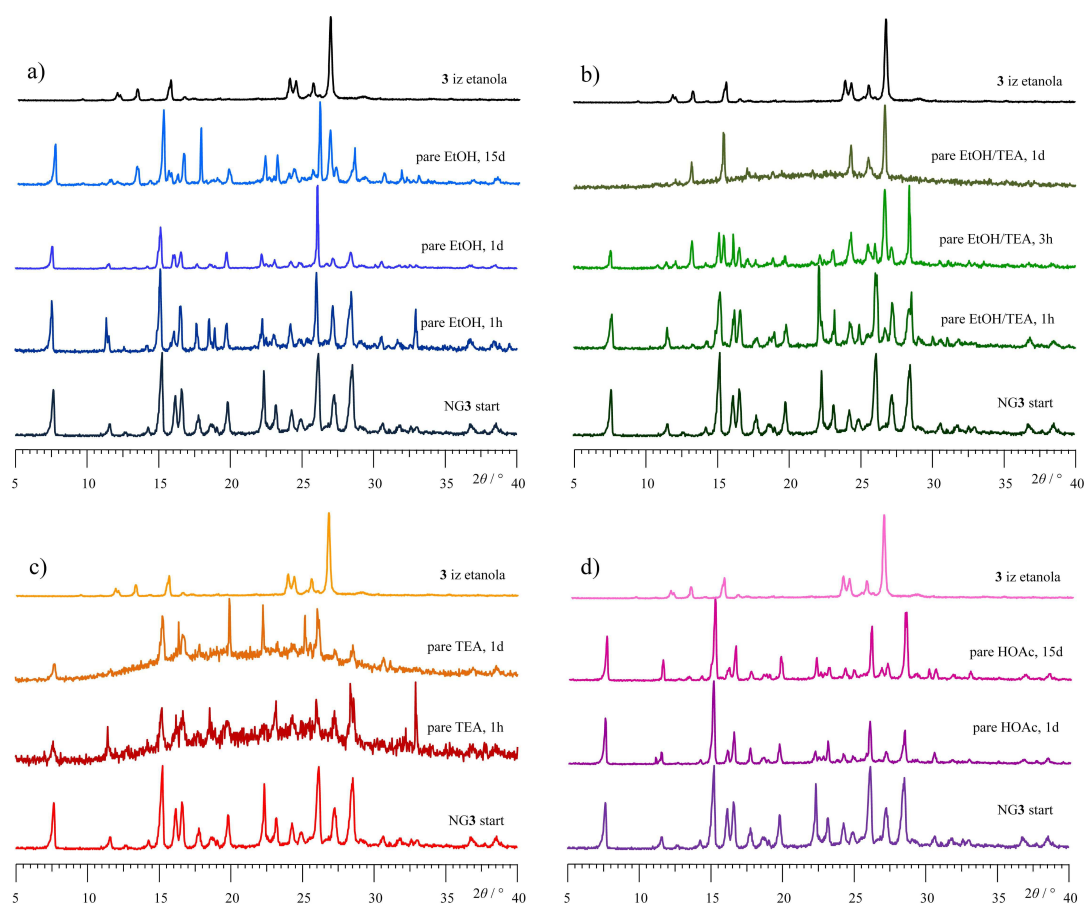 a)
3 iz etanola
pare EtOH, 15d
pare EtOH, 1d
pare EtOH, 1h
NG3 start
5 10 15 20 25 30 35 2θ / ° 40
b)
3 iz etanola
pare EtOH/TEA, 1d
pare EtOH/TEA, 3h
pare EtOH/TEA, 1h
NG3 start
5 10 15 20 25 30 35 2θ / ° 40
c)
3 iz etanola
pare TEA, 1d
pare TEA, 1h
NG3 start
5 10 15 20 25 30 35 2θ / ° 40
d)
3 iz etanola
pare HOAc, 15d
pare HOAc, 1d
NG3 start
5 10 15 20 25 30 35 2θ / ° 40